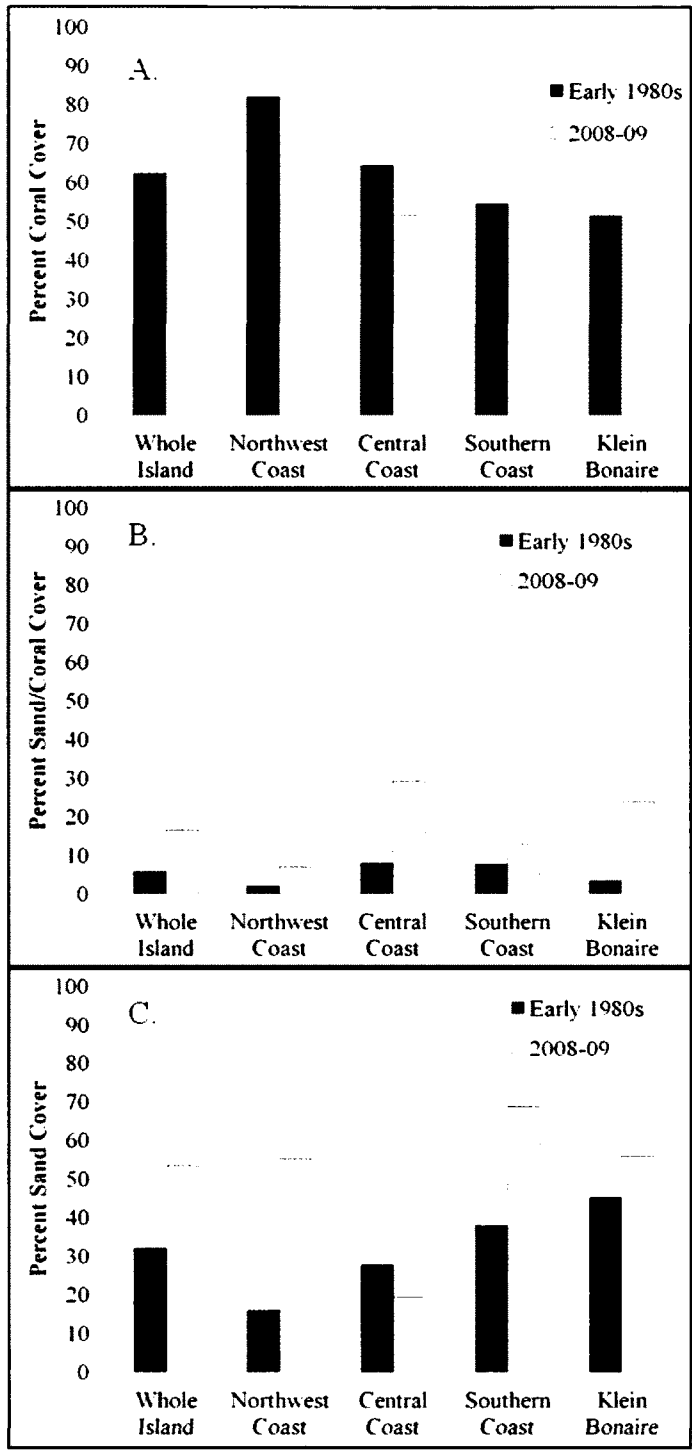 100
90
80
70
60
50
40
30
20
10
0
Percent Coral Cover
A.
Early 1980s
2008-09
Whole Island
Northwest Coast
Central Coast
Southern Coast
Klein Bonaire
100
90
80
70
60
50
40
30
20
10
0
Percent Sand/Coral Cover
B.
Early 1980s
2008-09
Whole Island
Northwest Coast
Central Coast
Southern Coast
Klein Bonaire
100
90
80
70
60
50
40
30
20
10
0
Percent Sand Cover
C.
Early 1980s
2008-09
Whole Island
Northwest Coast
Central Coast
Southern Coast
Klein Bonaire